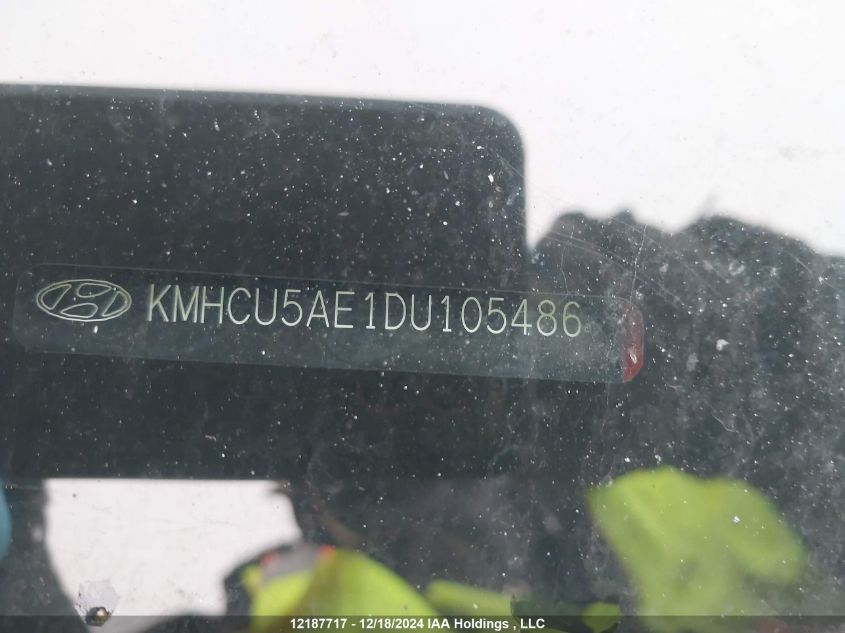 KMHCU5AE1DU105486
12187717 - 12/18/2024 IAA Holdings , LLC